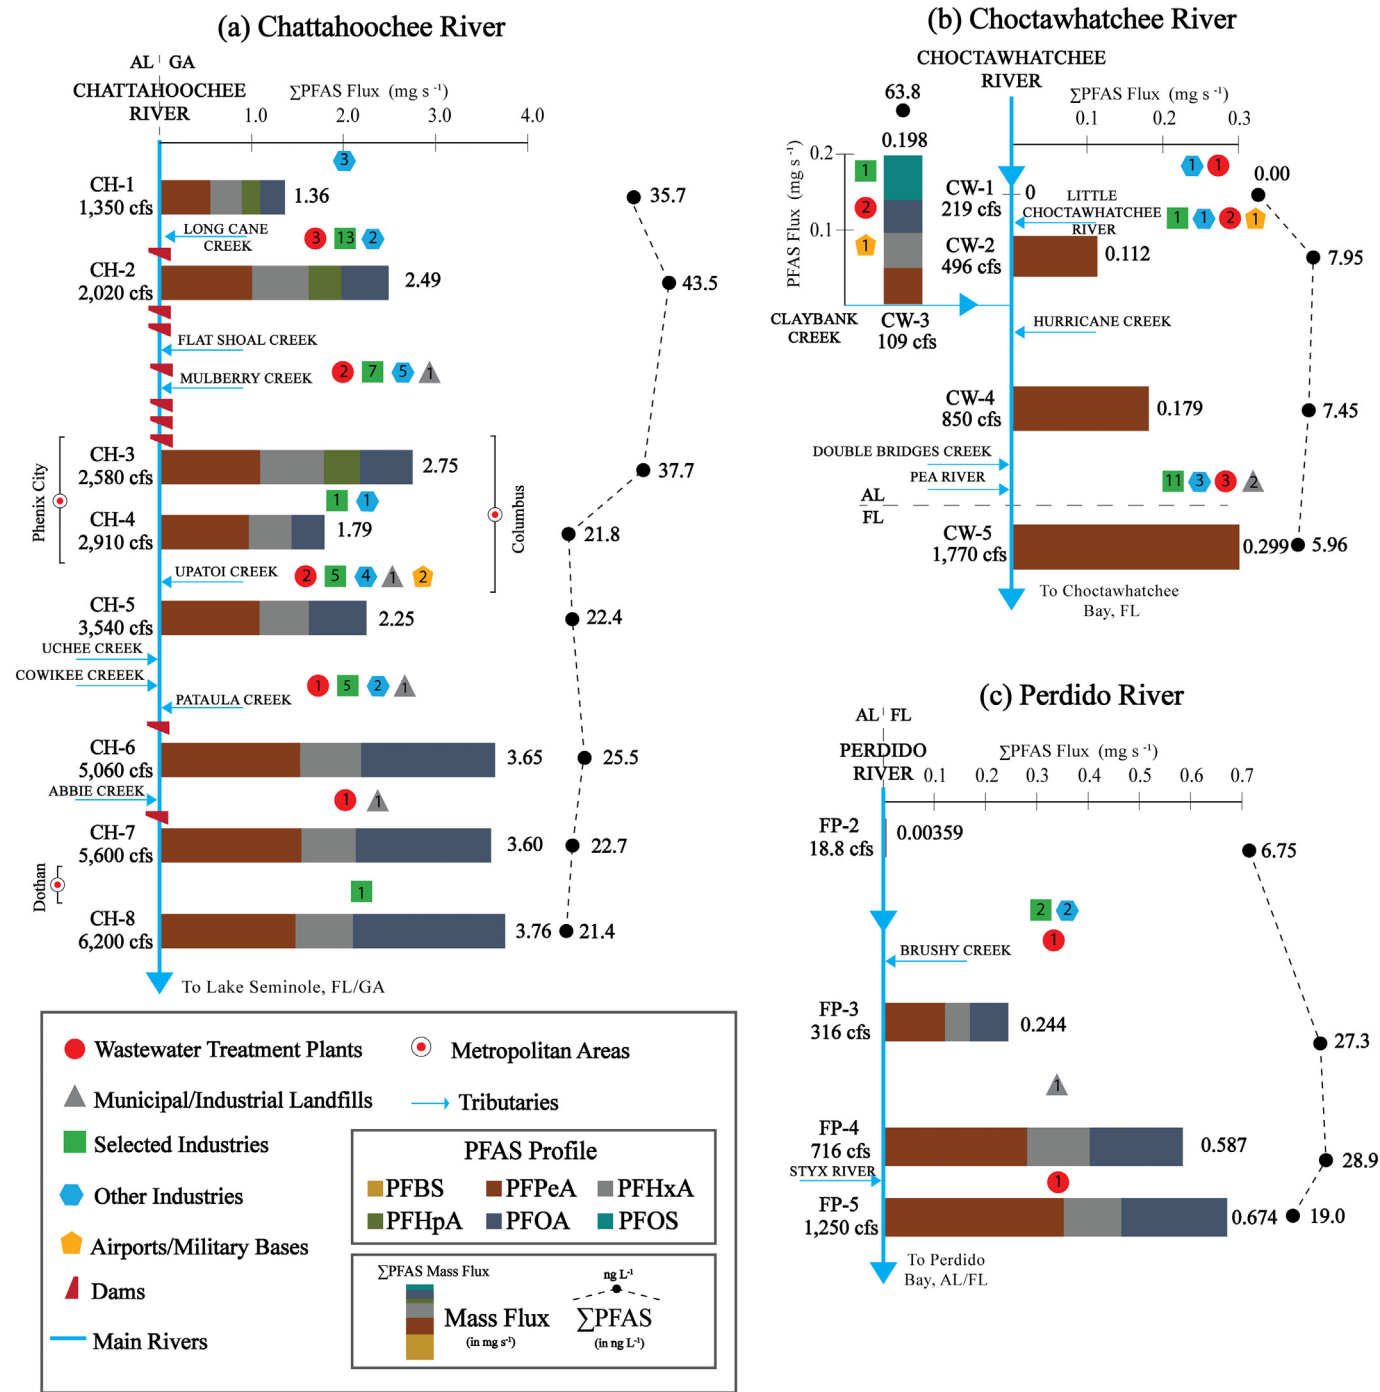 (a) Chattahoochee River
AL GA
CHATTAHOOCHEE
RIVER
∑PFAS Flux (mg s⁻¹)
1.0 2.0 3.0 4.0
3
CH-1
1,350 cfs
1.36
35.7
LONG CANE
CREEK
3 13 2
CH-2
2,020 cfs
2.49
43.5
FLAT SHOAL CREEK
2 7 5 1
MULBERRY CREEK
Phenix City
Columbus
CH-3
2,580 cfs
2.75
37.7
1 1
CH-4
2,910 cfs
1.79
21.8
UPATOI CREEK
2 5 4 1 2
CH-5
3,540 cfs
2.25
22.4
UCHEE CREEK
COWIKEE CREEEK
1 5 2 1
PATAULA CREEK
CH-6
5,060 cfs
3.65
25.5
ABBIE CREEK
1 1
CH-7
5,600 cfs
3.60
22.7
Dothan
1
CH-8
6,200 cfs
3.76
21.4
To Lake Seminole, FL/GA
Wastewater Treatment Plants
Municipal/Industrial Landfills
Selected Industries
Other Industries
Airports/Military Bases
Dams
Main Rivers
Metropolitan Areas
Tributaries
PFAS Profile
PFBS PFPeA PFHxA
PFHpA PFOA PFOS
∑PFAS Mass Flux
Mass Flux
(in mg s⁻¹)
ng L⁻¹
∑PFAS
(in ng L⁻¹)
(b) Choctawhatchee River
CHOCTAWHATCHEE
RIVER
∑PFAS Flux (mg s⁻¹)
0.1 0.2 0.3
63.8
0.198
PFAS Flux (mg s⁻¹)
0.2
0.1
1
2
1
CLAYBANK
CREEK
CW-3
109 cfs
1 1
CW-1
219 cfs
0
0.00
LITTLE
CHOCTAWHATCHEE
RIVER
1 1 2 1
CW-2
496 cfs
0.112
7.95
HURRICANE CREEK
CW-4
850 cfs
0.179
7.45
DOUBLE BRIDGES CREEK
PEA RIVER
11 3 3 2
AL
FL
CW-5
1,770 cfs
0.299
5.96
To Choctawhatchee
Bay, FL
(c) Perdido River
AL FL
PERDIDO
RIVER
∑PFAS Flux (mg s⁻¹)
0.1 0.2 0.3 0.4 0.5 0.6 0.7
FP-2
18.8 cfs
0.00359
6.75
2 2
1
BRUSHY CREEK
FP-3
316 cfs
0.244
27.3
1
FP-4
716 cfs
0.587
28.9
STYX RIVER
1
FP-5
1,250 cfs
0.674
19.0
To Perdido
Bay, AL/FL